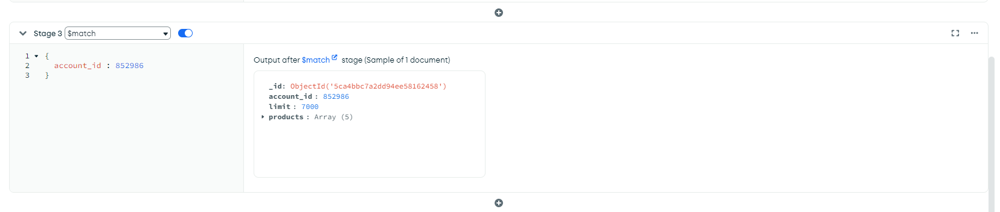 Stage 3 $match
1 {
2 account_id : 852986
3 }
Output after $match stage (Sample of 1 document)
_id: ObjectId('5ca4bbc7a2dd94ee58162458')
account_id : 852986
limit : 7000
products : Array (5)